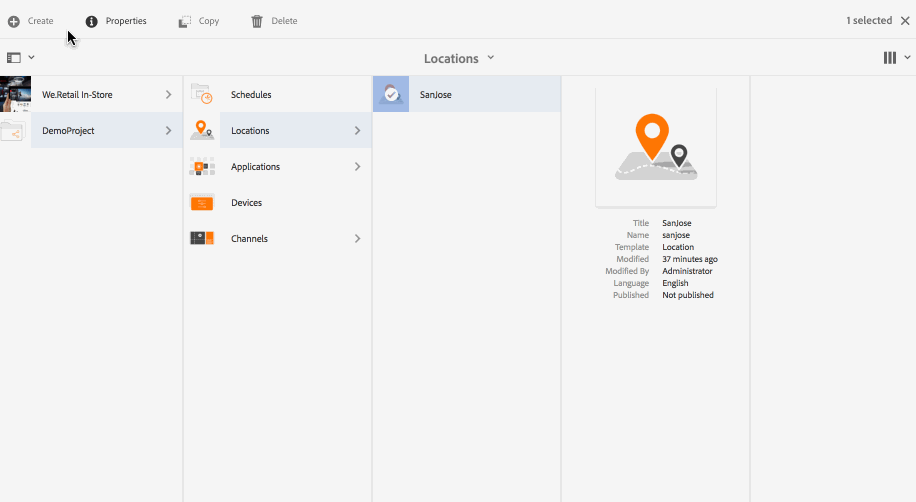 Create Properties Copy Delete 1 selected
Locations
We.Retail In-Store
DemoProject
Schedules
Locations
Applications
Devices
Channels
SanJose
Title SanJose
Name sanjose
Template Location
Modified 37 minutes ago
Modified By Administrator
Language English
Published Not published